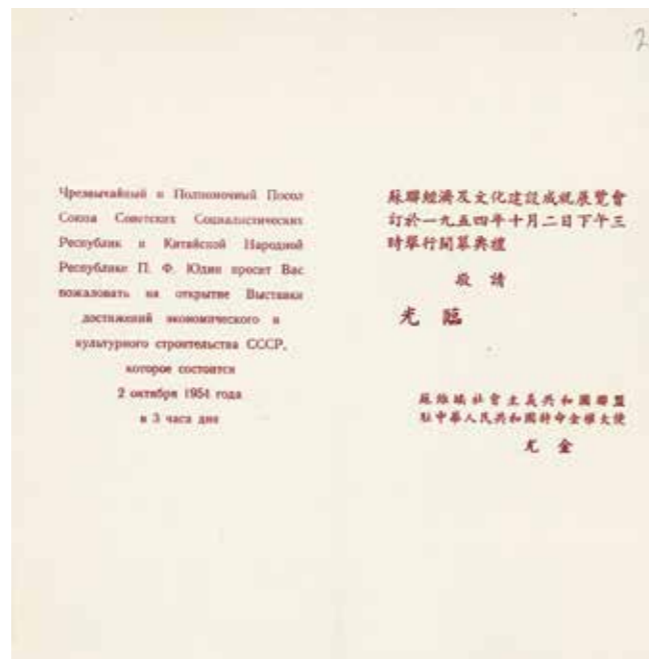 2
Чрезвычайный и Полномочный Посол
Союза Советских Социалистических
Республик в Китайской Народной
Республике П. Ф. Юдин просит Вас
пожаловать на открытие Выставки
достижений экономического и
культурного строительства СССР,
которое состоится
2 октября 1954 года
в 3 часа дня
蘇聯經濟及文化建設成就展覽會
訂於一九五四年十月二日下午三
時舉行開幕典禮
敬請
光臨
蘇維埃社會主義共和國聯盟
駐中華人民共和國特命全權大使
尤金